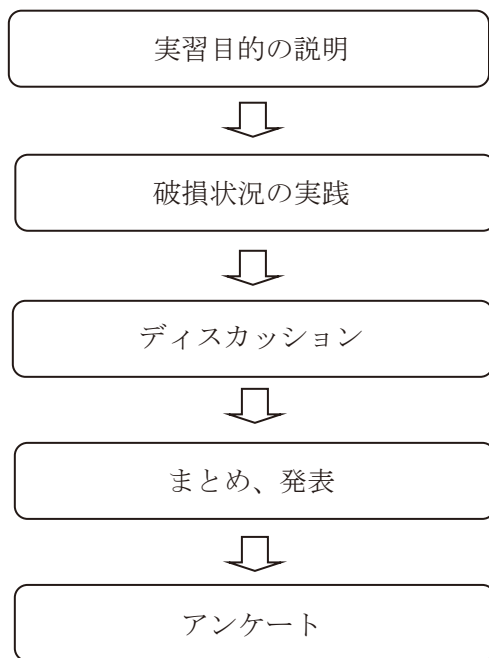 実習目的の説明
破損状況の実践
ディスカッション
まとめ、発表
アンケート